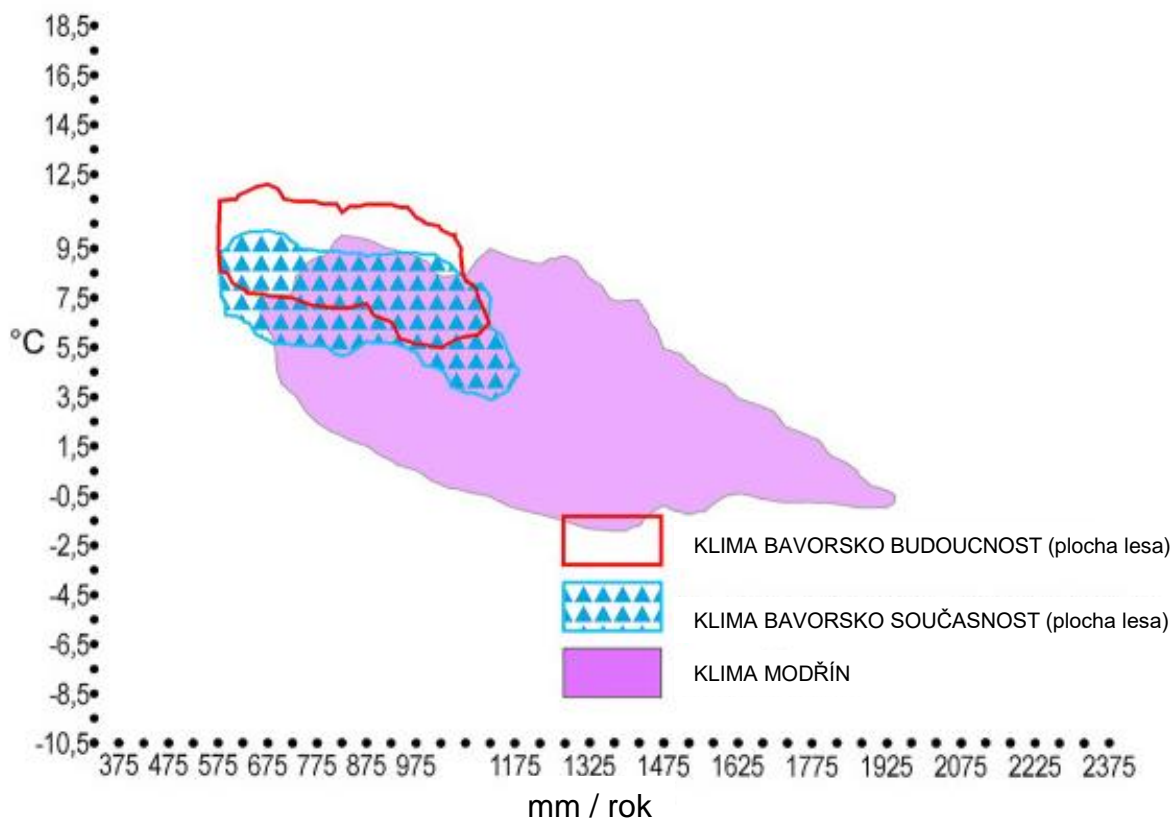 18,5
16,5
14,5
12,5
9,5
7,5
°C
5,5
3,5
1,5
-0,5
-2,5
-4,5
-6,5
-8,5
-10,5
KLIMA BAVORSKO BUDOUCNOST (plocha lesa)
KLIMA BAVORSKO SOUČASNOST (plocha lesa)
KLIMA MODŘÍN
375 475 575 675 775 875 975 1175 1325 1475 1625 1775 1925 2075 2225 2375
mm / rok